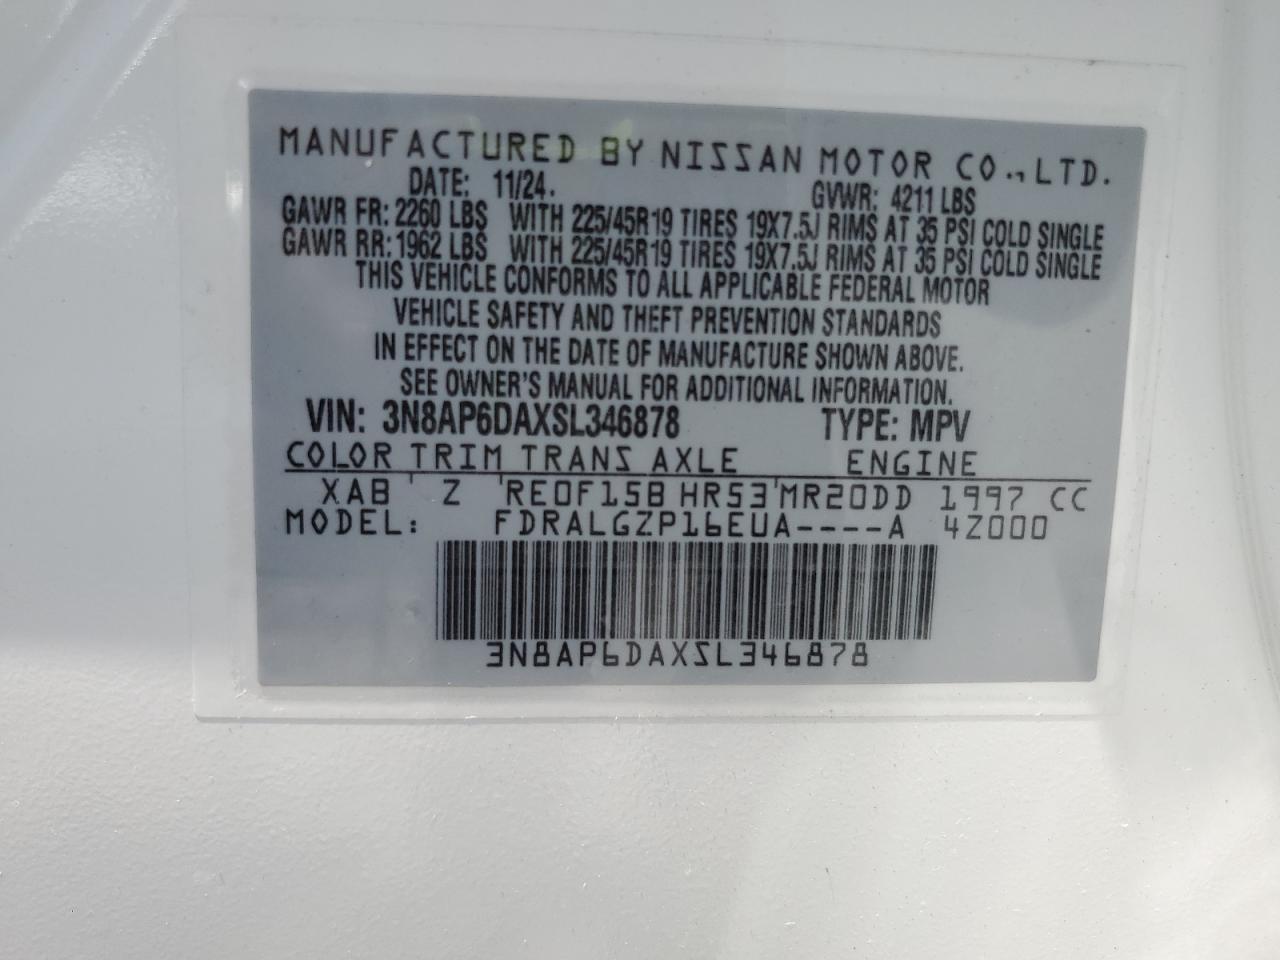 MANUFACTURED BY NISSAN MOTOR CO., LTD.
DATE: 11/24. GVWR: 4211 LBS
GAWR FR: 2260 LBS WITH 225/45R19 TIRES 19X7.5J RIMS AT 35 PSI COLD SINGLE
GAWR RR: 1962 LBS WITH 225/45R19 TIRES 19X7.5J RIMS AT 35 PSI COLD SINGLE
THIS VEHICLE CONFORMS TO ALL APPLICABLE FEDERAL MOTOR
VEHICLE SAFETY AND THEFT PREVENTION STANDARDS
IN EFFECT ON THE DATE OF MANUFACTURE SHOWN ABOVE.
SEE OWNER'S MANUAL FOR ADDITIONAL INFORMATION.
VIN: 3N8AP6DAXSL346878 TYPE: MPV
COLOR TRIM TRANS AXLE ENGINE
XAB ' Z ' RE0F15B HR53 ' MR20DD 1997 CC
MODEL: FDRALGZP16EUA----A 4Z000
3N8AP6DAXSL346878